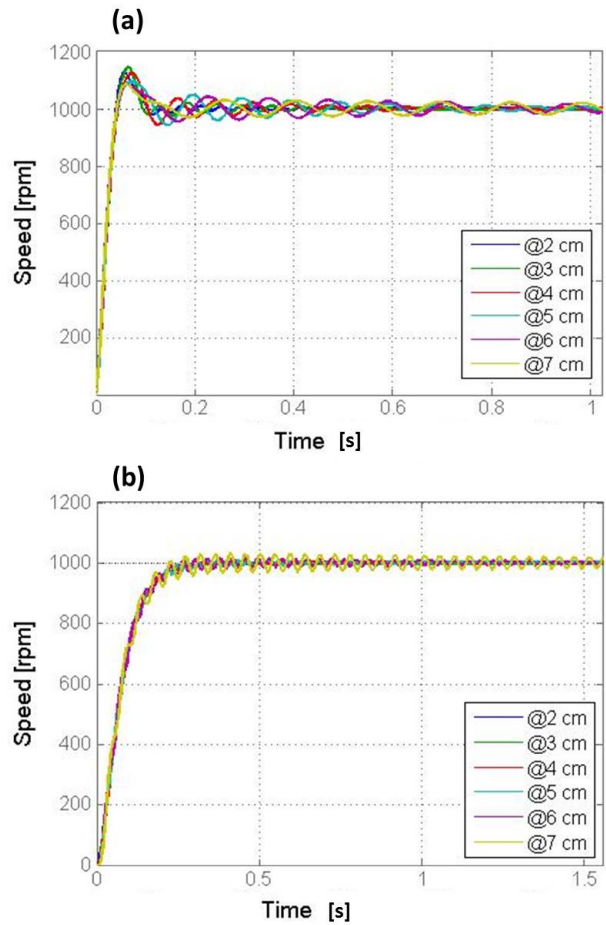 (a)
1200
1000
800
600
400
200
0
0.2
0.4
0.6
0.8
1
Speed [rpm]
Time [s]
@2 cm
@3 cm
@4 cm
@5 cm
@6 cm
@7 cm
(b)
1200
1000
800
600
400
200
0
0
0.5
1
1.5
Speed [rpm]
Time [s]
@2 cm
@3 cm
@4 cm
@5 cm
@6 cm
@7 cm